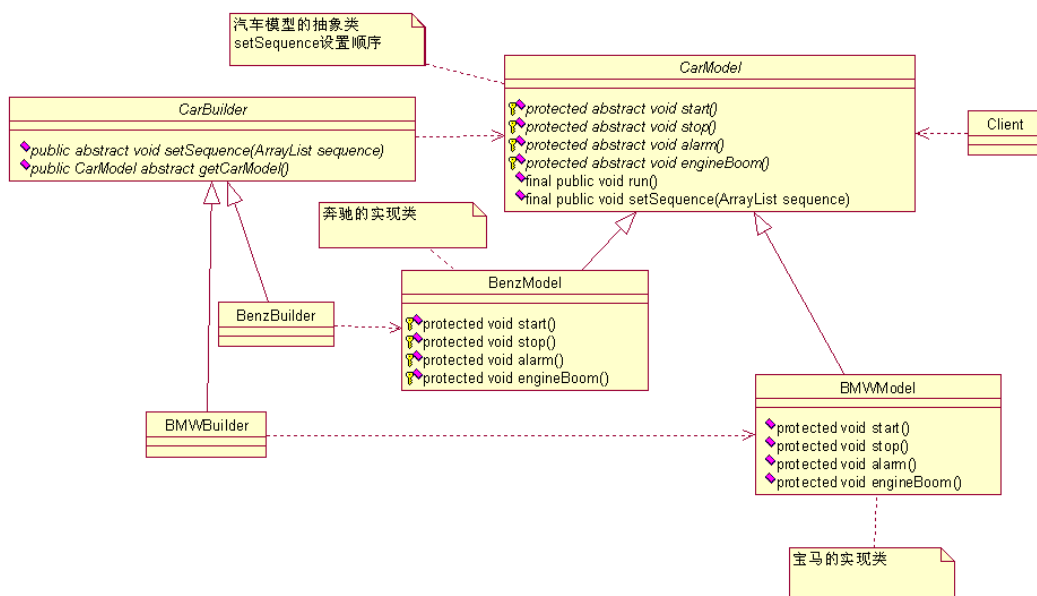 汽车模型的抽象类
setSequence设置顺序
CarModel
protected abstract void start()
protected abstract void stop()
protected abstract void alarm()
protected abstract void engineBoom()
final public void run()
final public void setSequence(ArrayList sequence)
CarBuilder
public abstract void setSequence(ArrayList sequence)
public CarModel abstract getCarModel()
Client
奔驰的实现类
BenzModel
protected void start()
protected void stop()
protected void alarm()
protected void engineBoom()
BenzBuilder
BMWBuilder
BMWModel
protected void start()
protected void stop()
protected void alarm()
protected void engineBoom()
宝马的实现类